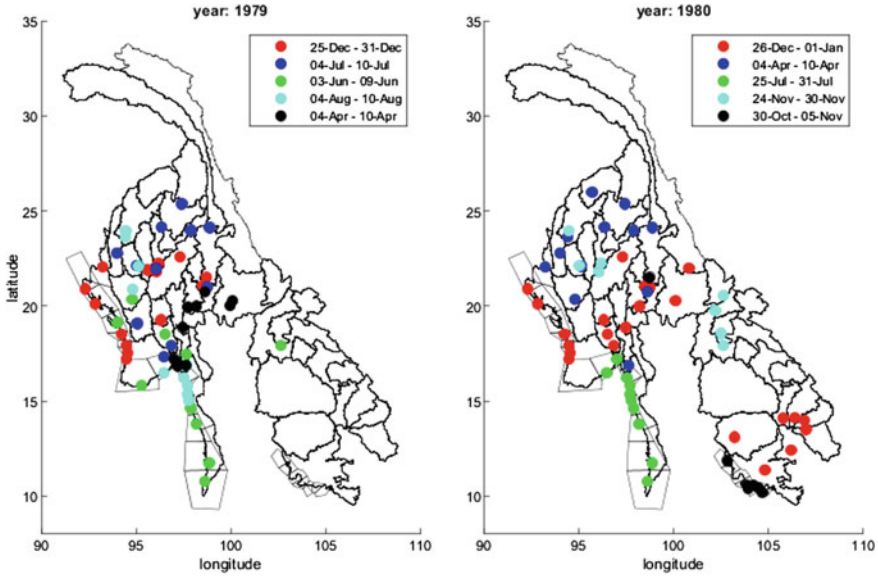 year: 1979
35
30
25
20
15
10
latitude
25-Dec - 31-Dec
04-Jul - 10-Jul
03-Jun - 09-Jun
04-Aug - 10-Aug
04-Apr - 10-Apr
90
95
100
105
110
longitude
year: 1980
35
30
25
20
15
10
26-Dec - 01-Jan
04-Apr - 10-Apr
25-Jul - 31-Jul
24-Nov - 30-Nov
30-Oct - 05-Nov
90
95
100
105
110
longitude